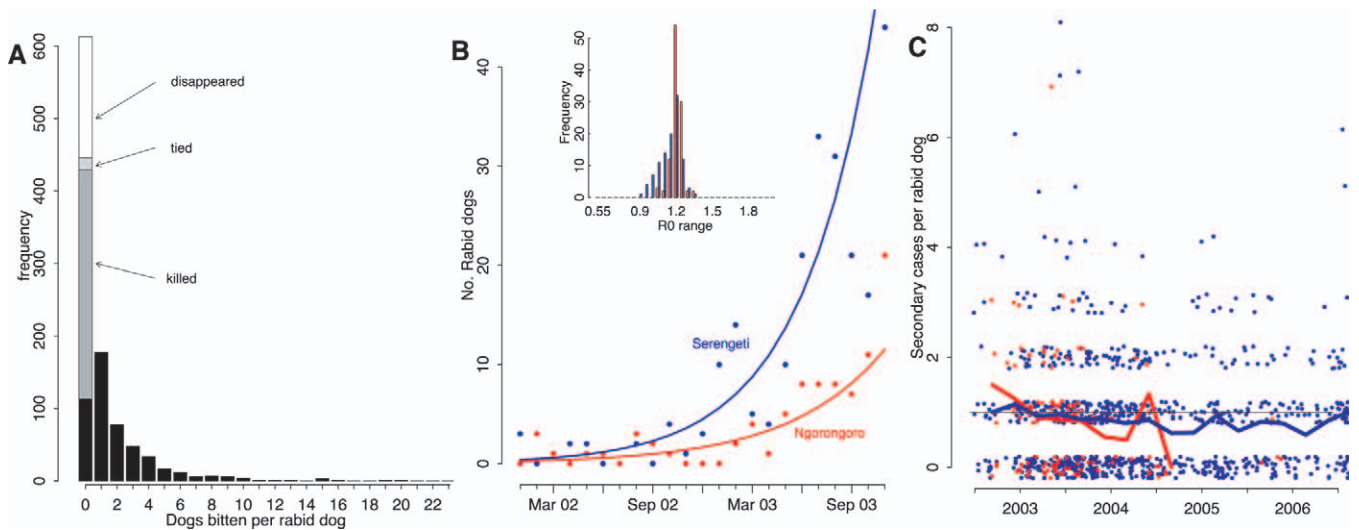 A
frequency
600
500
400
300
200
100
0
disappeared
tied
killed
0 2 4 6 8 10 12 14 16 18 20 22
Dogs bitten per rabid dog
B
No. Rabid dogs
40
30
20
10
0
Frequency
50
40
30
20
10
0
0.55 0.9 1.2 1.5 1.8
R0 range
Serengeti
Ngorongoro
Mar 02 Sep 02 Mar 03 Sep 03
C
Secondary cases per rabid dog
8
6
4
2
0
2003 2004 2005 2006